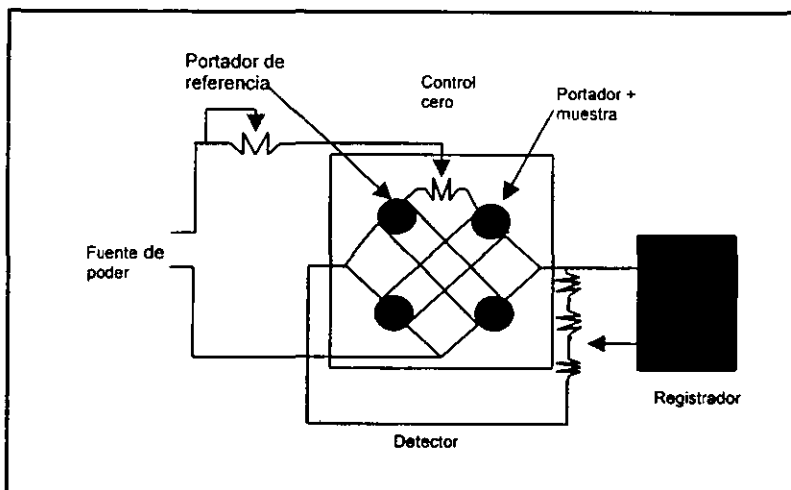 Portador de
referencia
Control
cero
Portador +
muestra
Fuente de
poder
Registrador
Detector